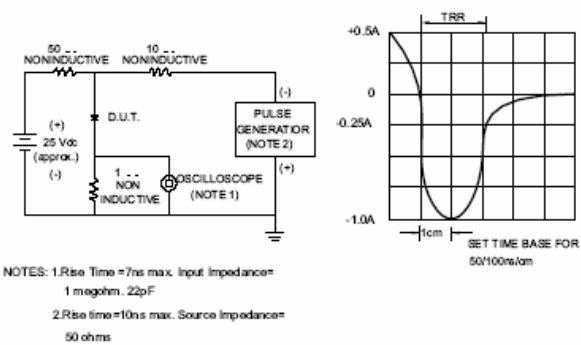 50 --
NONINDUCTIVE
10 --
NONINDUCTIVE
(+)
25 Vdc
(approx.)
(-)
D.U.T.
1 --
NON
INDUCTIVE
OSCILLOSCOPE
(NOTE 1)
(-)
PULSE
GENERATIOR
(NOTE 2)
(+)
TRR
+0.5A
0
-0.25A
-1.0A
1cm
SET TIME BASE FOR
50/100ns/cm
NOTES: 1.Rise Time =7ns max. Input Impedance=
1 megohm. 22pF
2.Rise time=10ns max. Source Impedance=
50 ohms